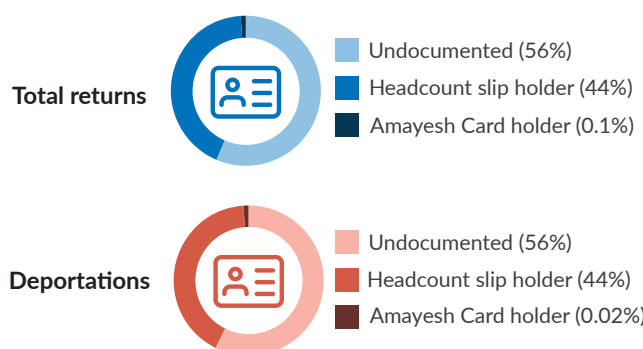 Total returns
Undocumented (56%)
Headcount slip holder (44%)
Amayesh Card holder (0.1%)
Deportations
Undocumented (56%)
Headcount slip holder (44%)
Amayesh Card holder (0.02%)